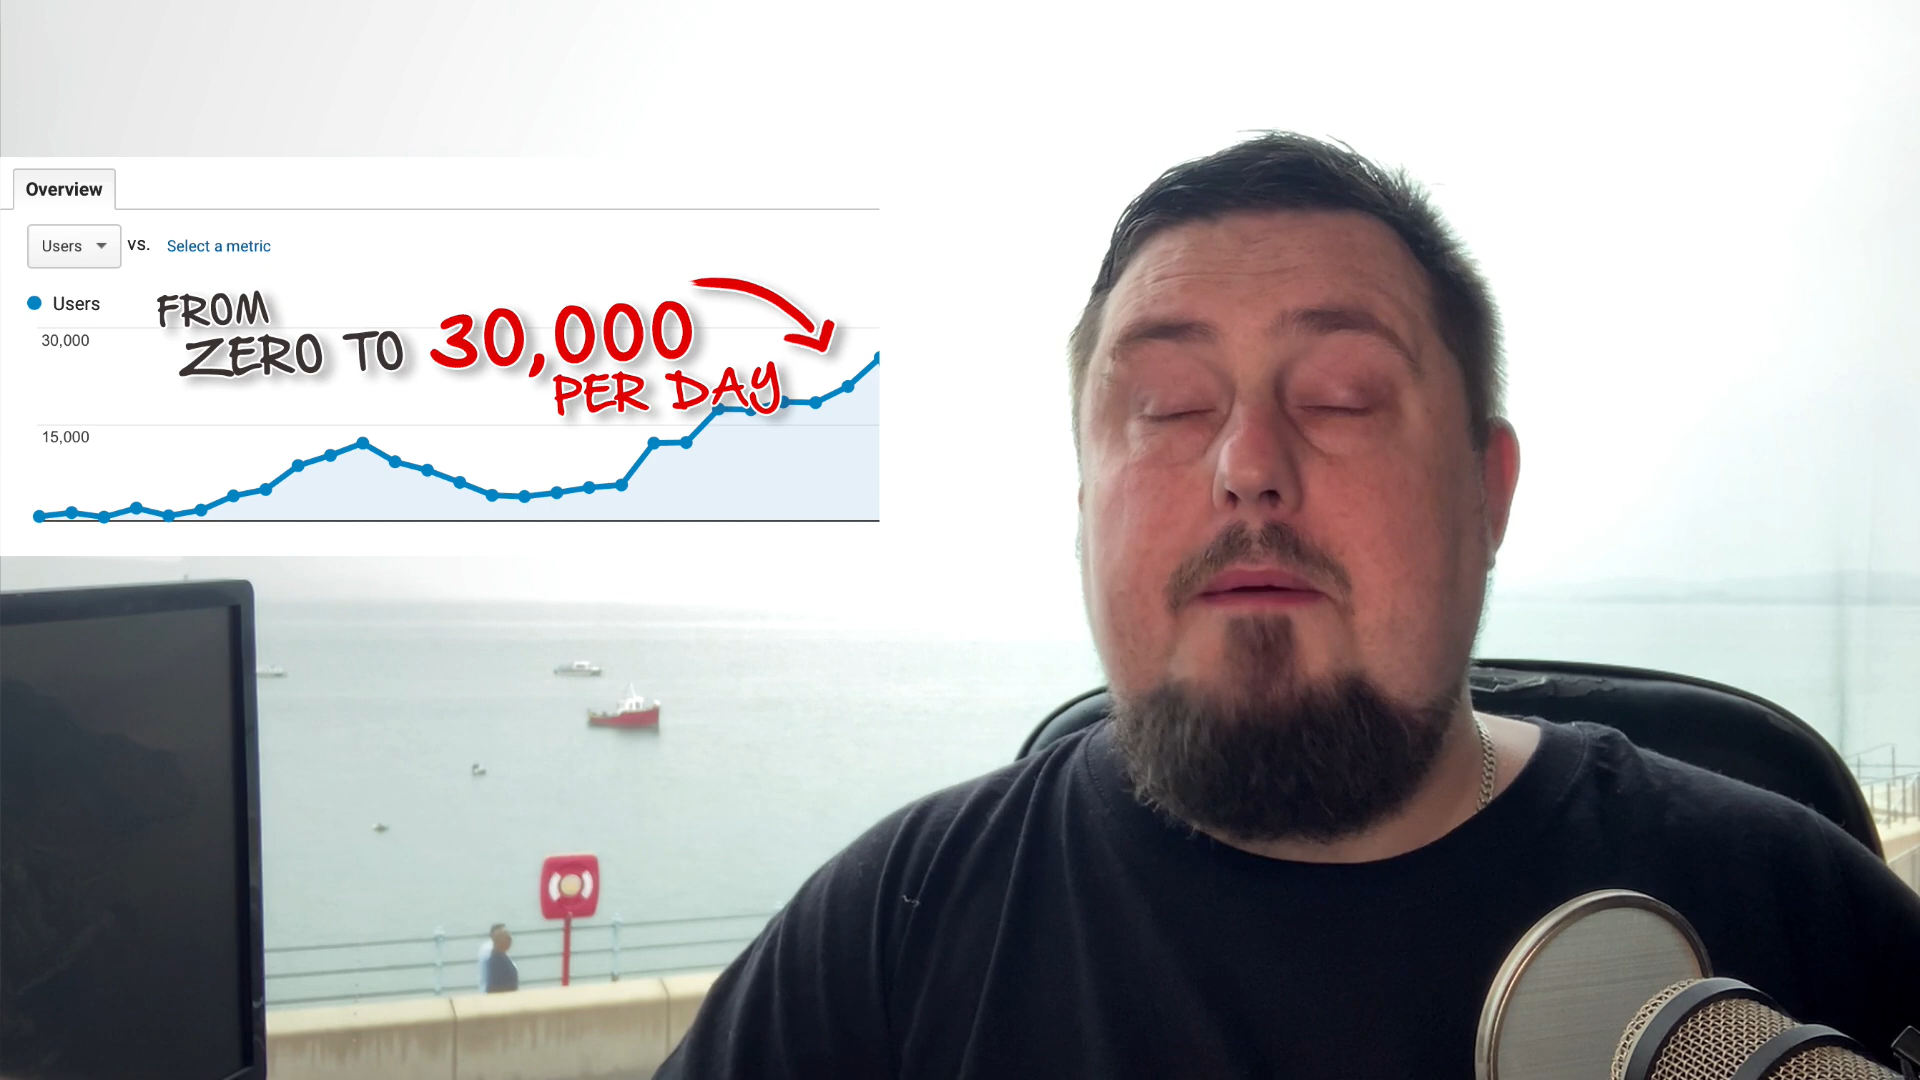 Overview
Users vs. Select a metric
Users
30,000
15,000
FROM
ZERO TO 30,000
PER DAY